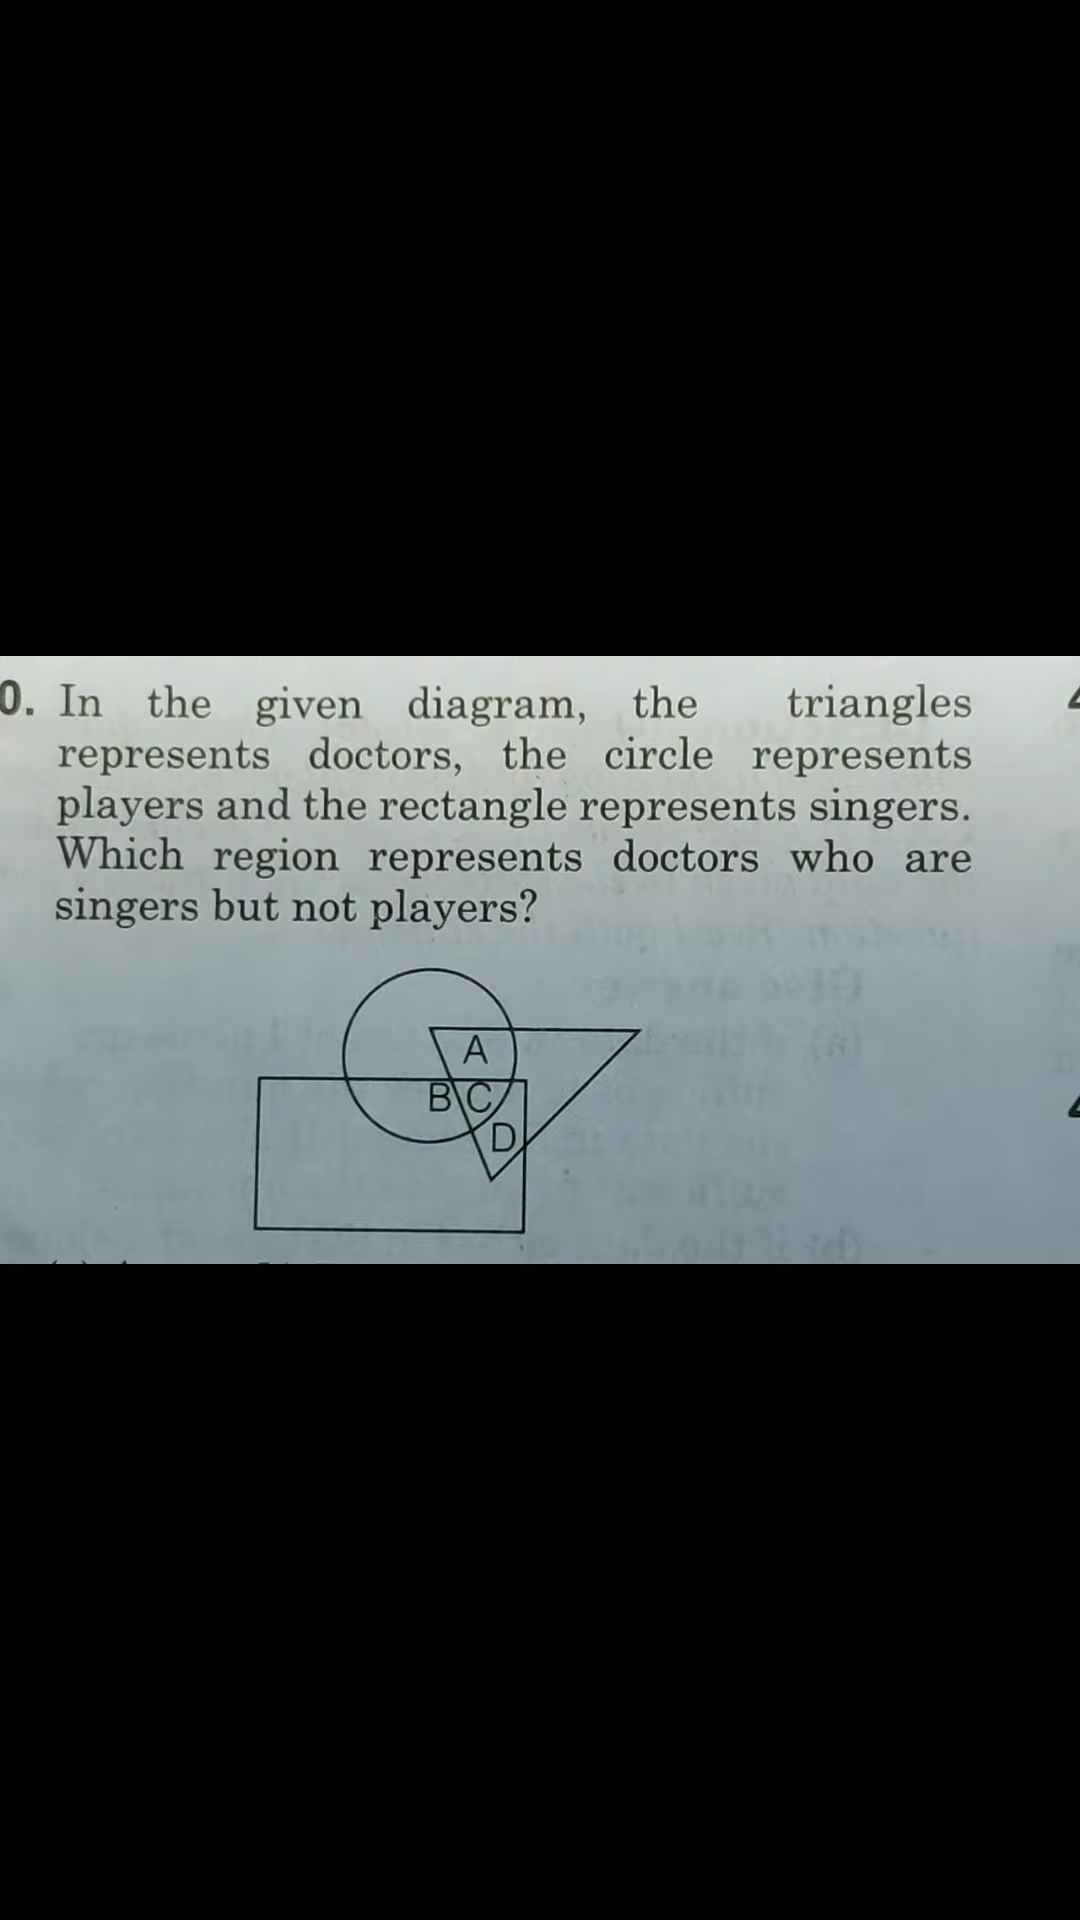 0. In the given diagram, the triangles
represents doctors, the circle represents
players and the rectangle represents singers.
Which region represents doctors who are
singers but not players?
A
B C
D